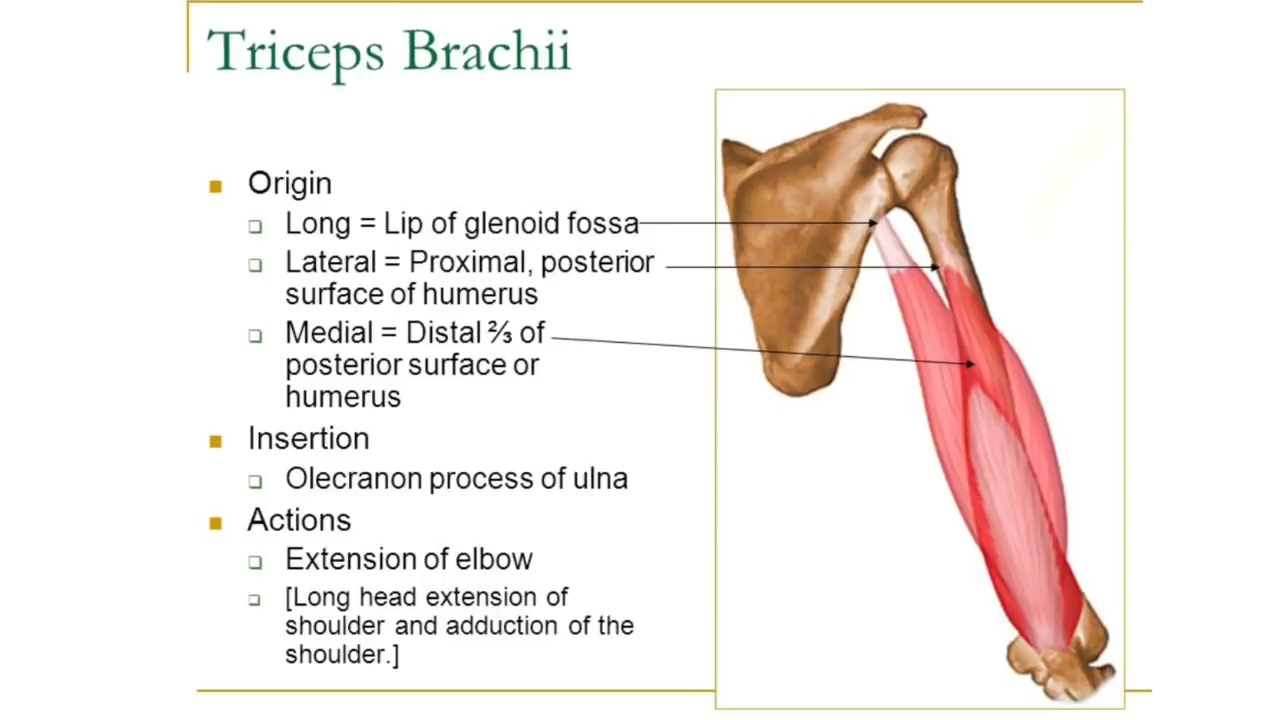 Triceps Brachii
Origin
Long = Lip of glenoid fossa
Lateral = Proximal, posterior
surface of humerus
Medial = Distal ⅔ of
posterior surface or
humerus
Insertion
Olecranon process of ulna
Actions
Extension of elbow
[Long head extension of
shoulder and adduction of the
shoulder.]